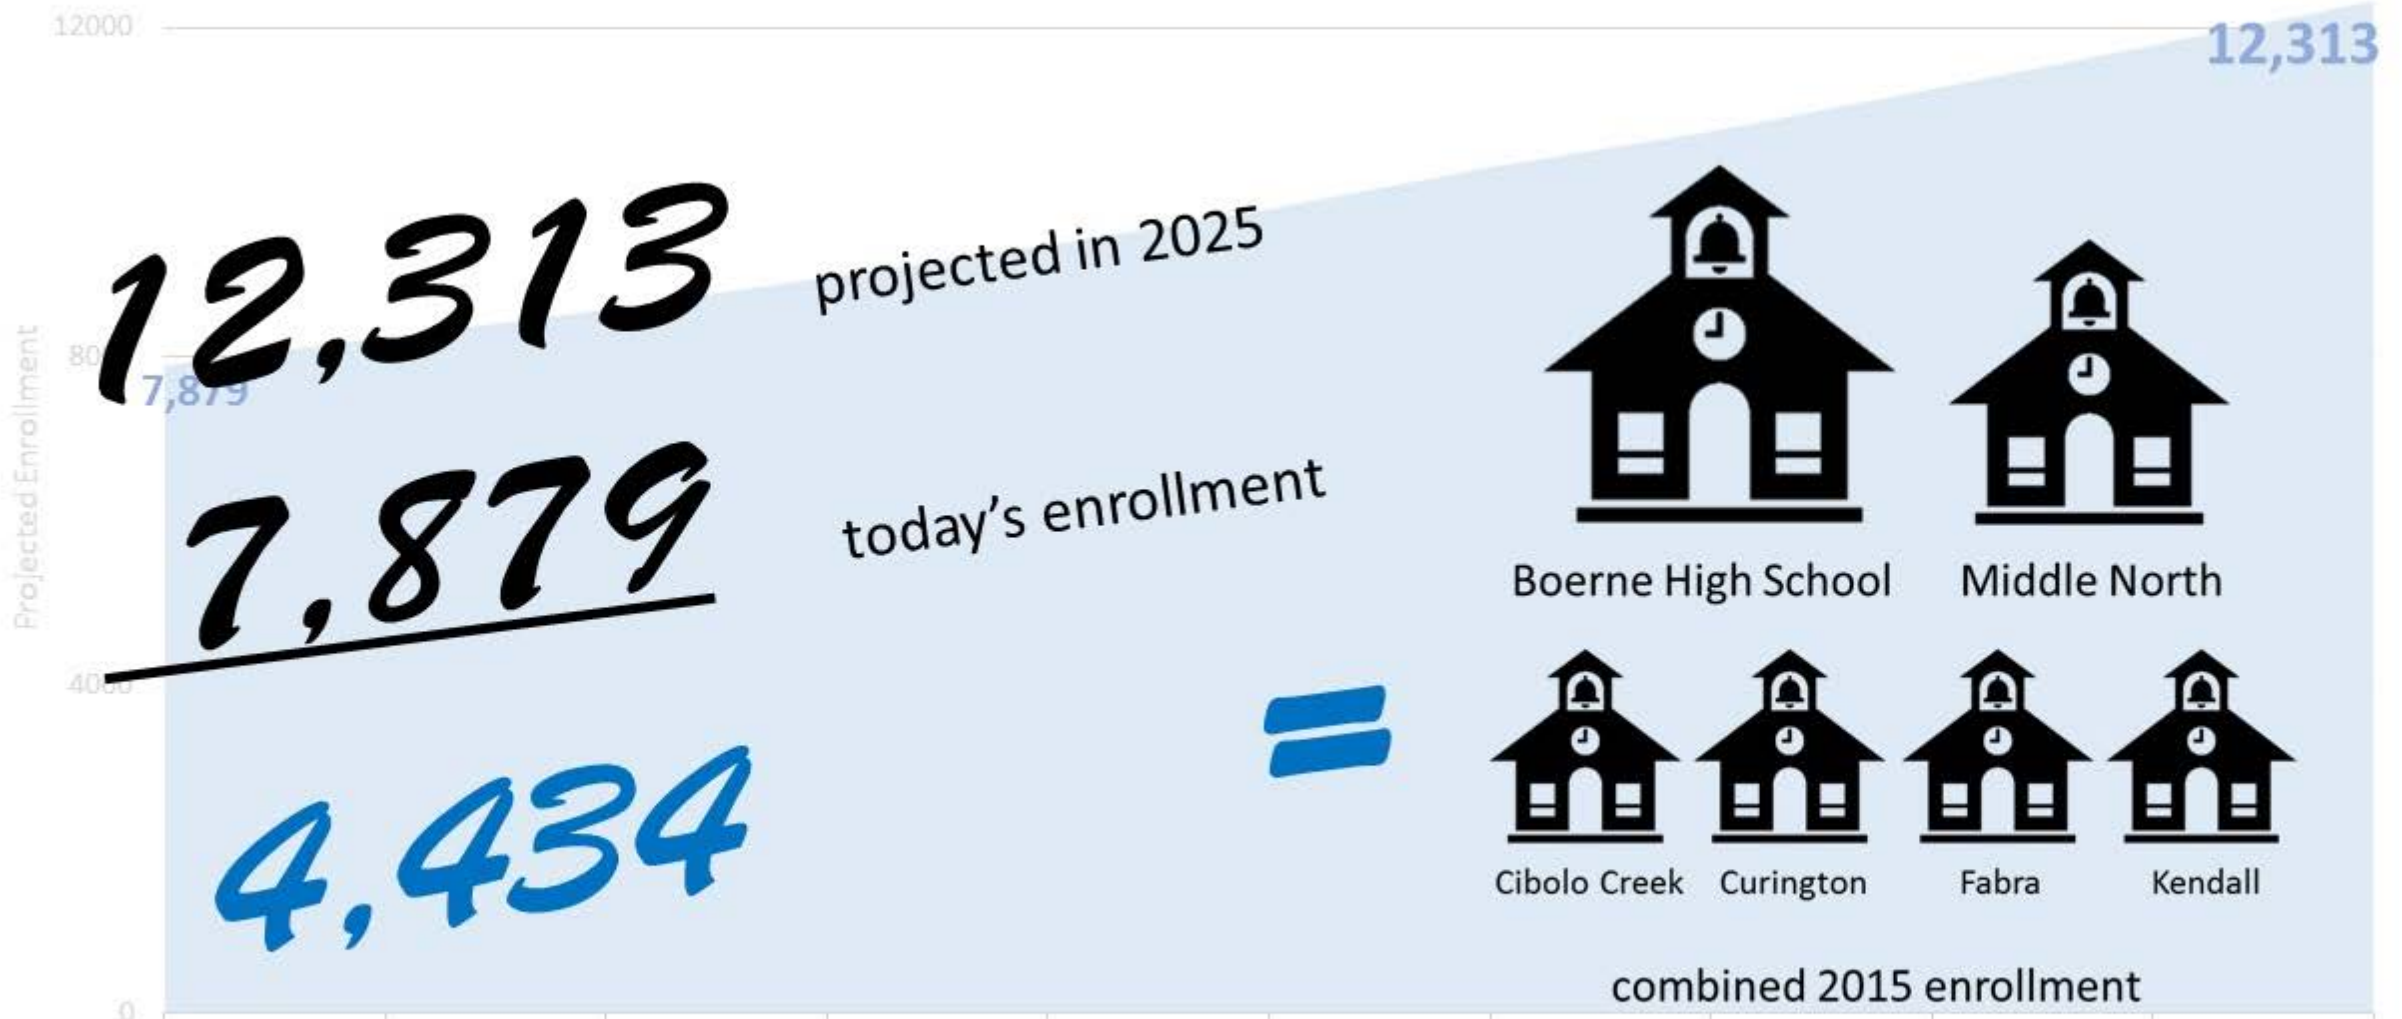 12000
12,313
12,313 projected in 2025
7,879
Projected Enrollment
7,879 today's enrollment
Boerne High School Middle North
4000
4,434
=
Cibolo Creek Curington Fabra Kendall
combined 2015 enrollment
0